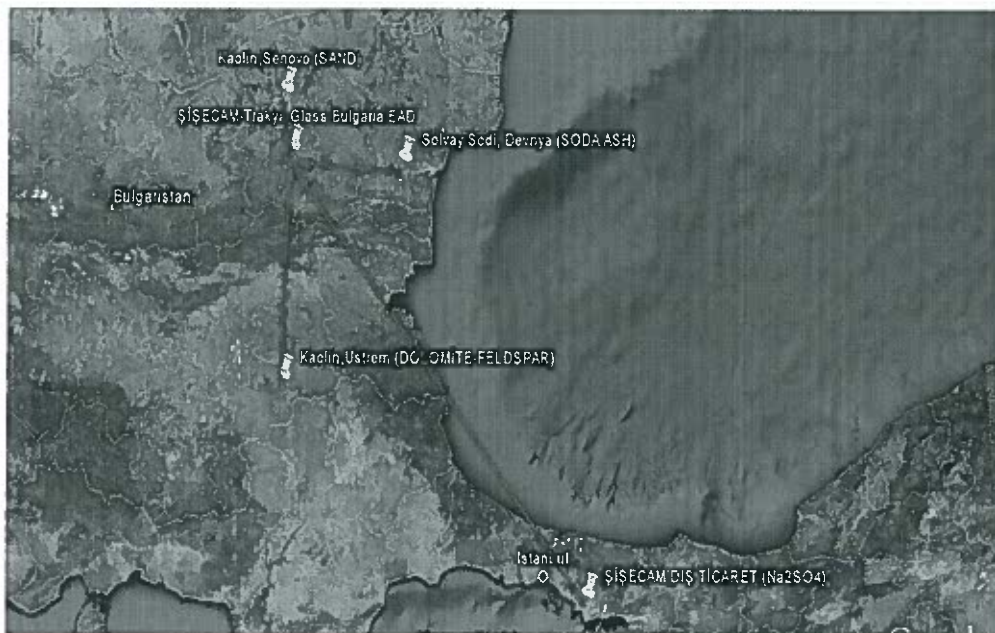 Kaolin,Senovo (SAND)
ŞİŞECAM-Trakya Glass Bulgaria EAD
Solvay Sodi, Devnya (SODA ASH)
Bulgaristan
Kaolin,Ustrem (DOLOMITE-FELDSPAR)
İstanbul
ŞİŞECAM DIŞ TİCARET (Na2SO4)